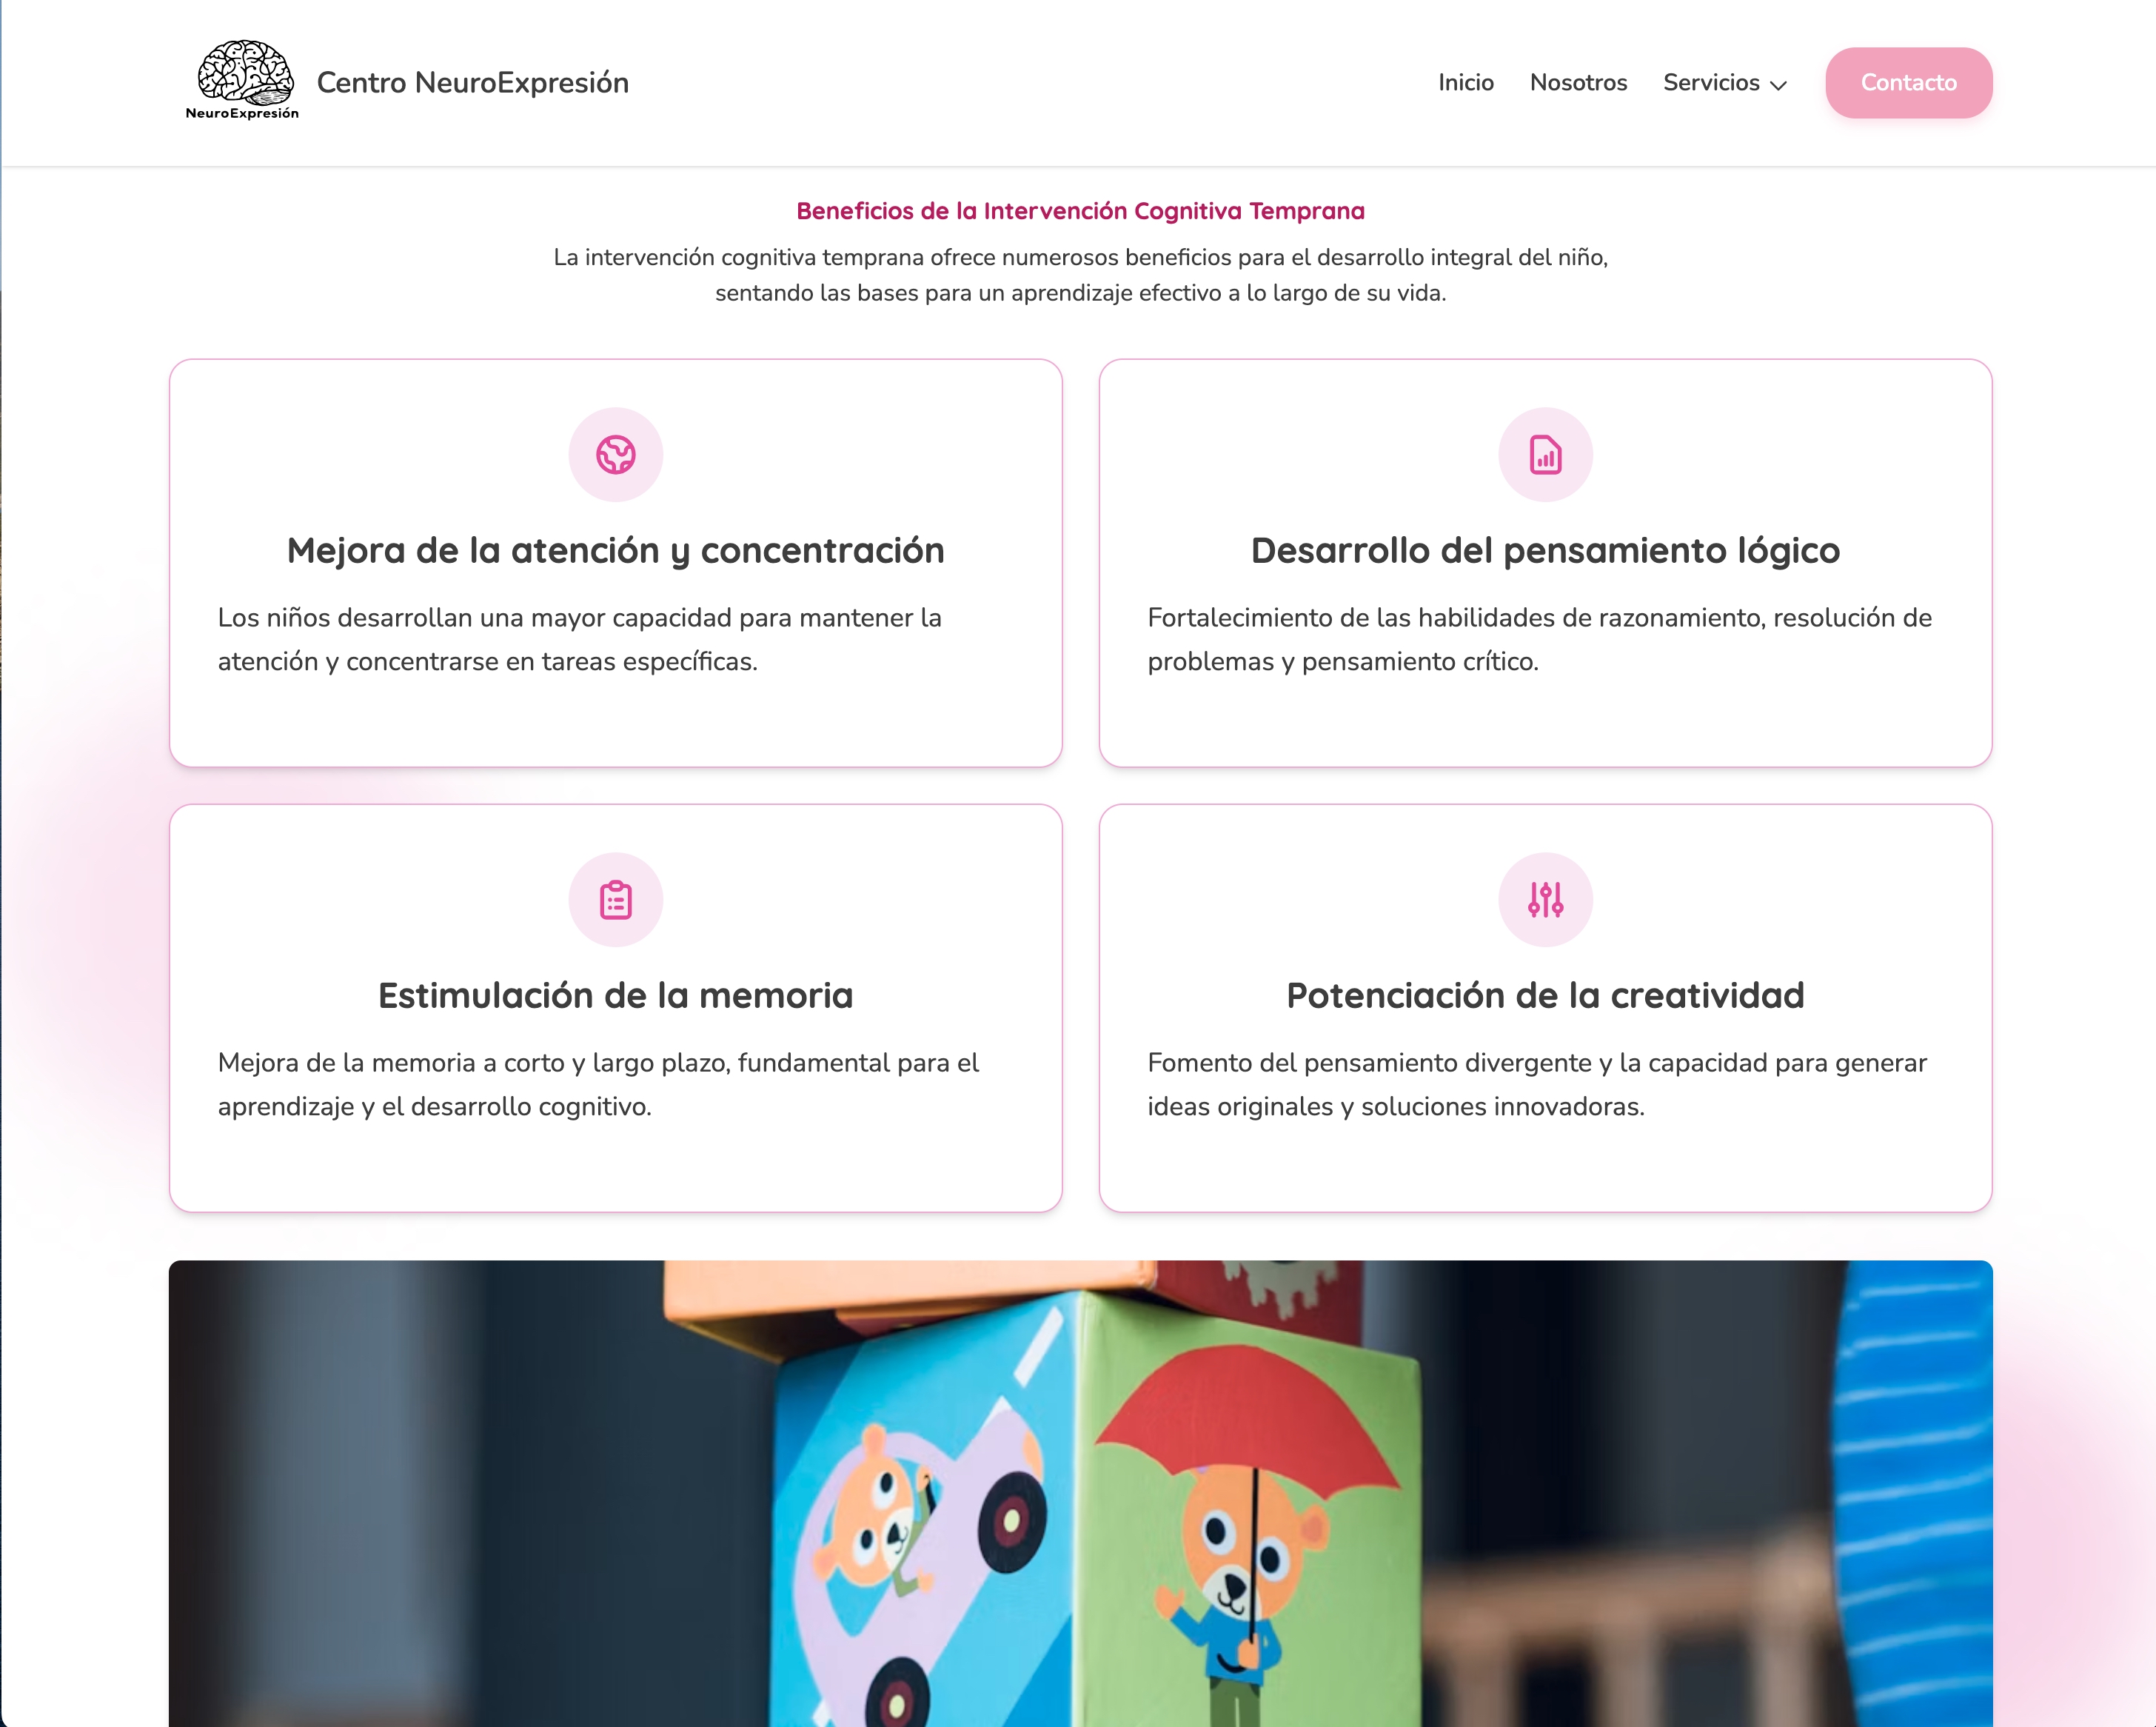 NeuroExpresión
Centro NeuroExpresión
Inicio
Nosotros
Servicios
Contacto
Beneficios de la Intervención Cognitiva Temprana
La intervención cognitiva temprana ofrece numerosos beneficios para el desarrollo integral del niño,
sentando las bases para un aprendizaje efectivo a lo largo de su vida.
Mejora de la atención y concentración
Los niños desarrollan una mayor capacidad para mantener la
atención y concentrarse en tareas específicas.
Desarrollo del pensamiento lógico
Fortalecimiento de las habilidades de razonamiento, resolución de
problemas y pensamiento crítico.
Estimulación de la memoria
Mejora de la memoria a corto y largo plazo, fundamental para el
aprendizaje y el desarrollo cognitivo.
Potenciación de la creatividad
Fomento del pensamiento divergente y la capacidad para generar
ideas originales y soluciones innovadoras.